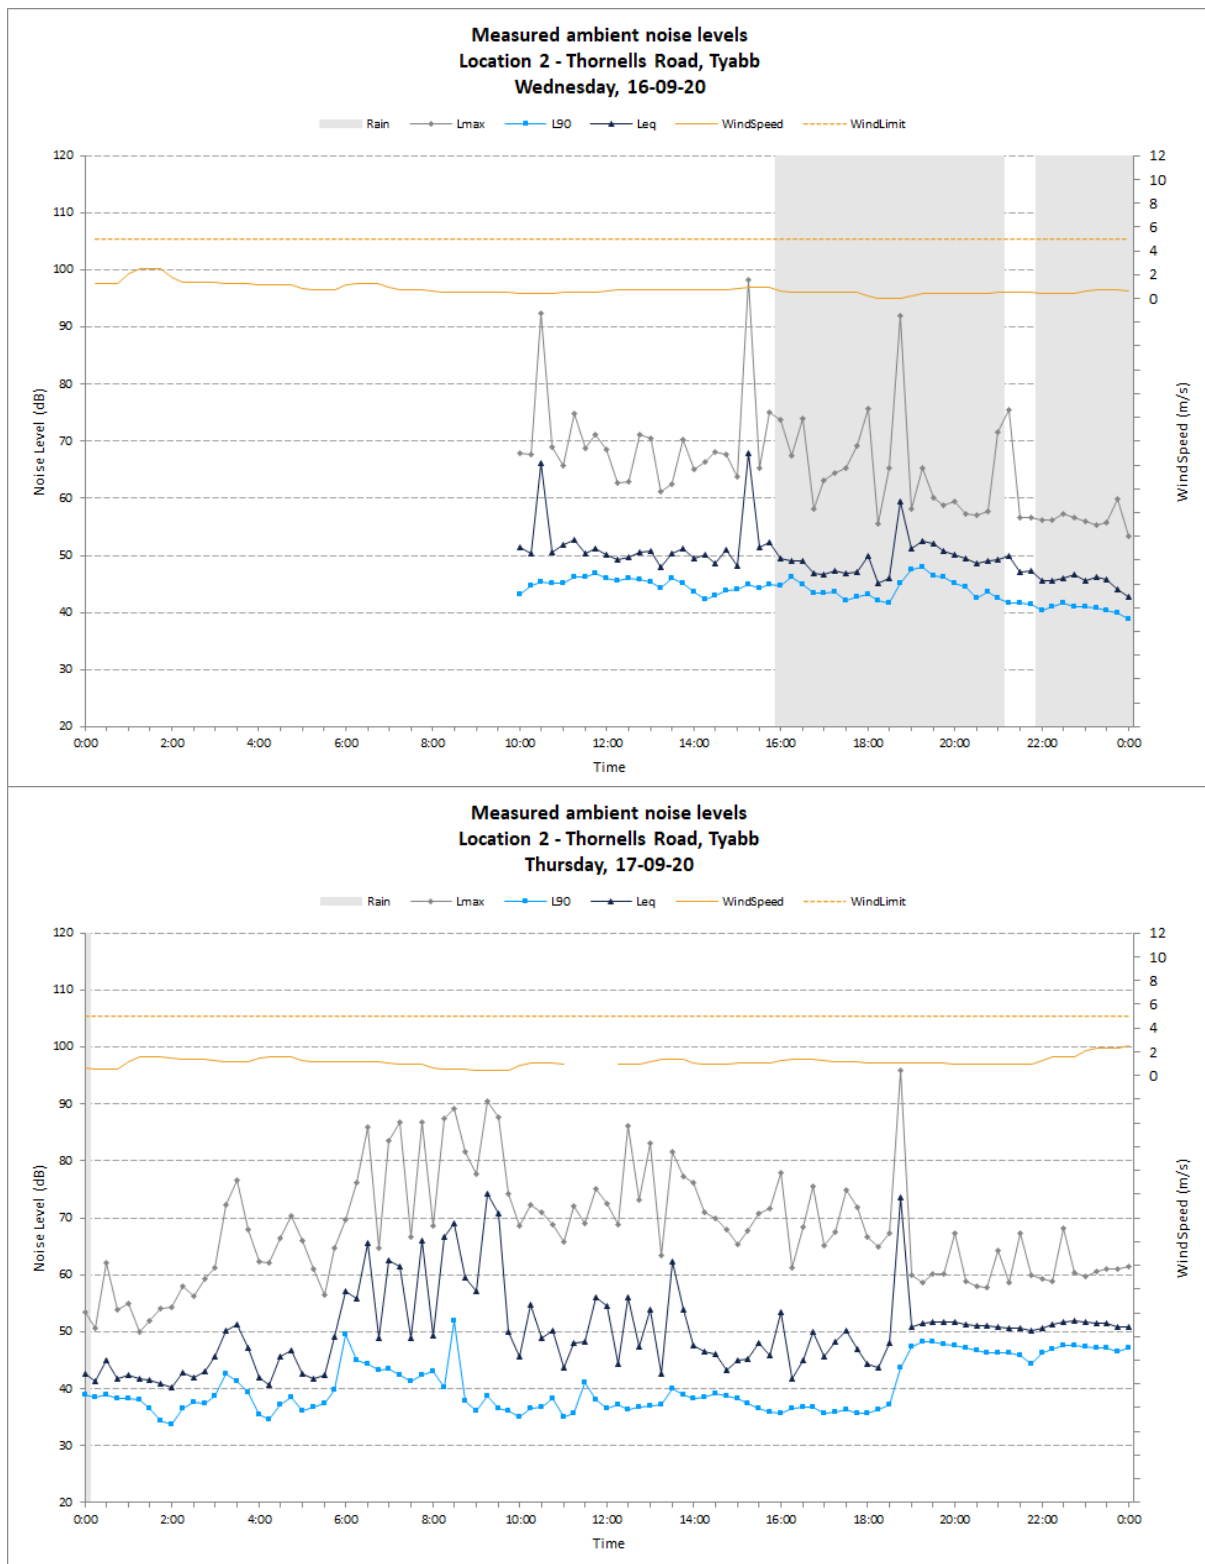 Measured ambient noise levels
Location 2 - Thornells Road, Tyabb
Wednesday, 16-09-20
Rain Lmax L90 Leq WindSpeed WindLimit
120 110 100 90 80 70 60 50 40 30 20
Noise Level (dB)
12 10 8 6 4 2 0
WindSpeed (m/s)
0:00 2:00 4:00 6:00 8:00 10:00 12:00 14:00 16:00 18:00 20:00 22:00 0:00
Time
Measured ambient noise levels
Location 2 - Thornells Road, Tyabb
Thursday, 17-09-20
Rain Lmax L90 Leq WindSpeed WindLimit
120 110 100 90 80 70 60 50 40 30 20
Noise Level (dB)
12 10 8 6 4 2 0
WindSpeed (m/s)
0:00 2:00 4:00 6:00 8:00 10:00 12:00 14:00 16:00 18:00 20:00 22:00 0:00
Time